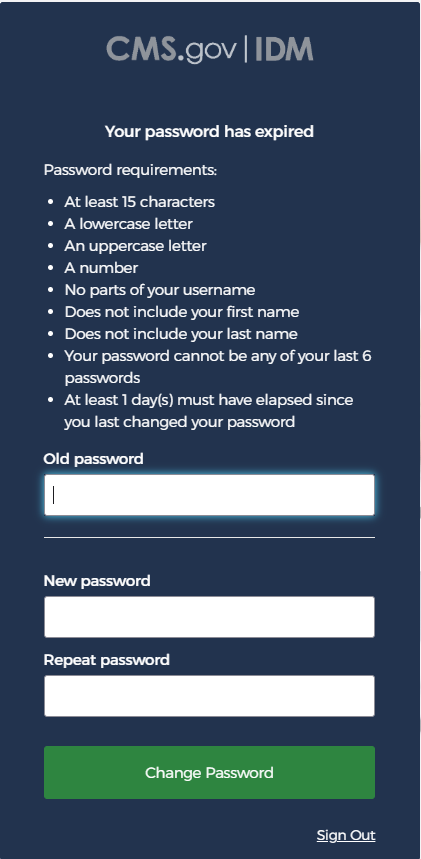 CMS.gov|IDM
Your password has expired
Password requirements:
• At least 15 characters
• A lowercase letter
• An uppercase letter
• A number
• No parts of your username
• Does not include your first name
• Does not include your last name
• Your password cannot be any of your last 6
passwords
• At least 1 day(s) must have elapsed since
you last changed your password
Old password
New password
Repeat password
Change Password
Sign Out